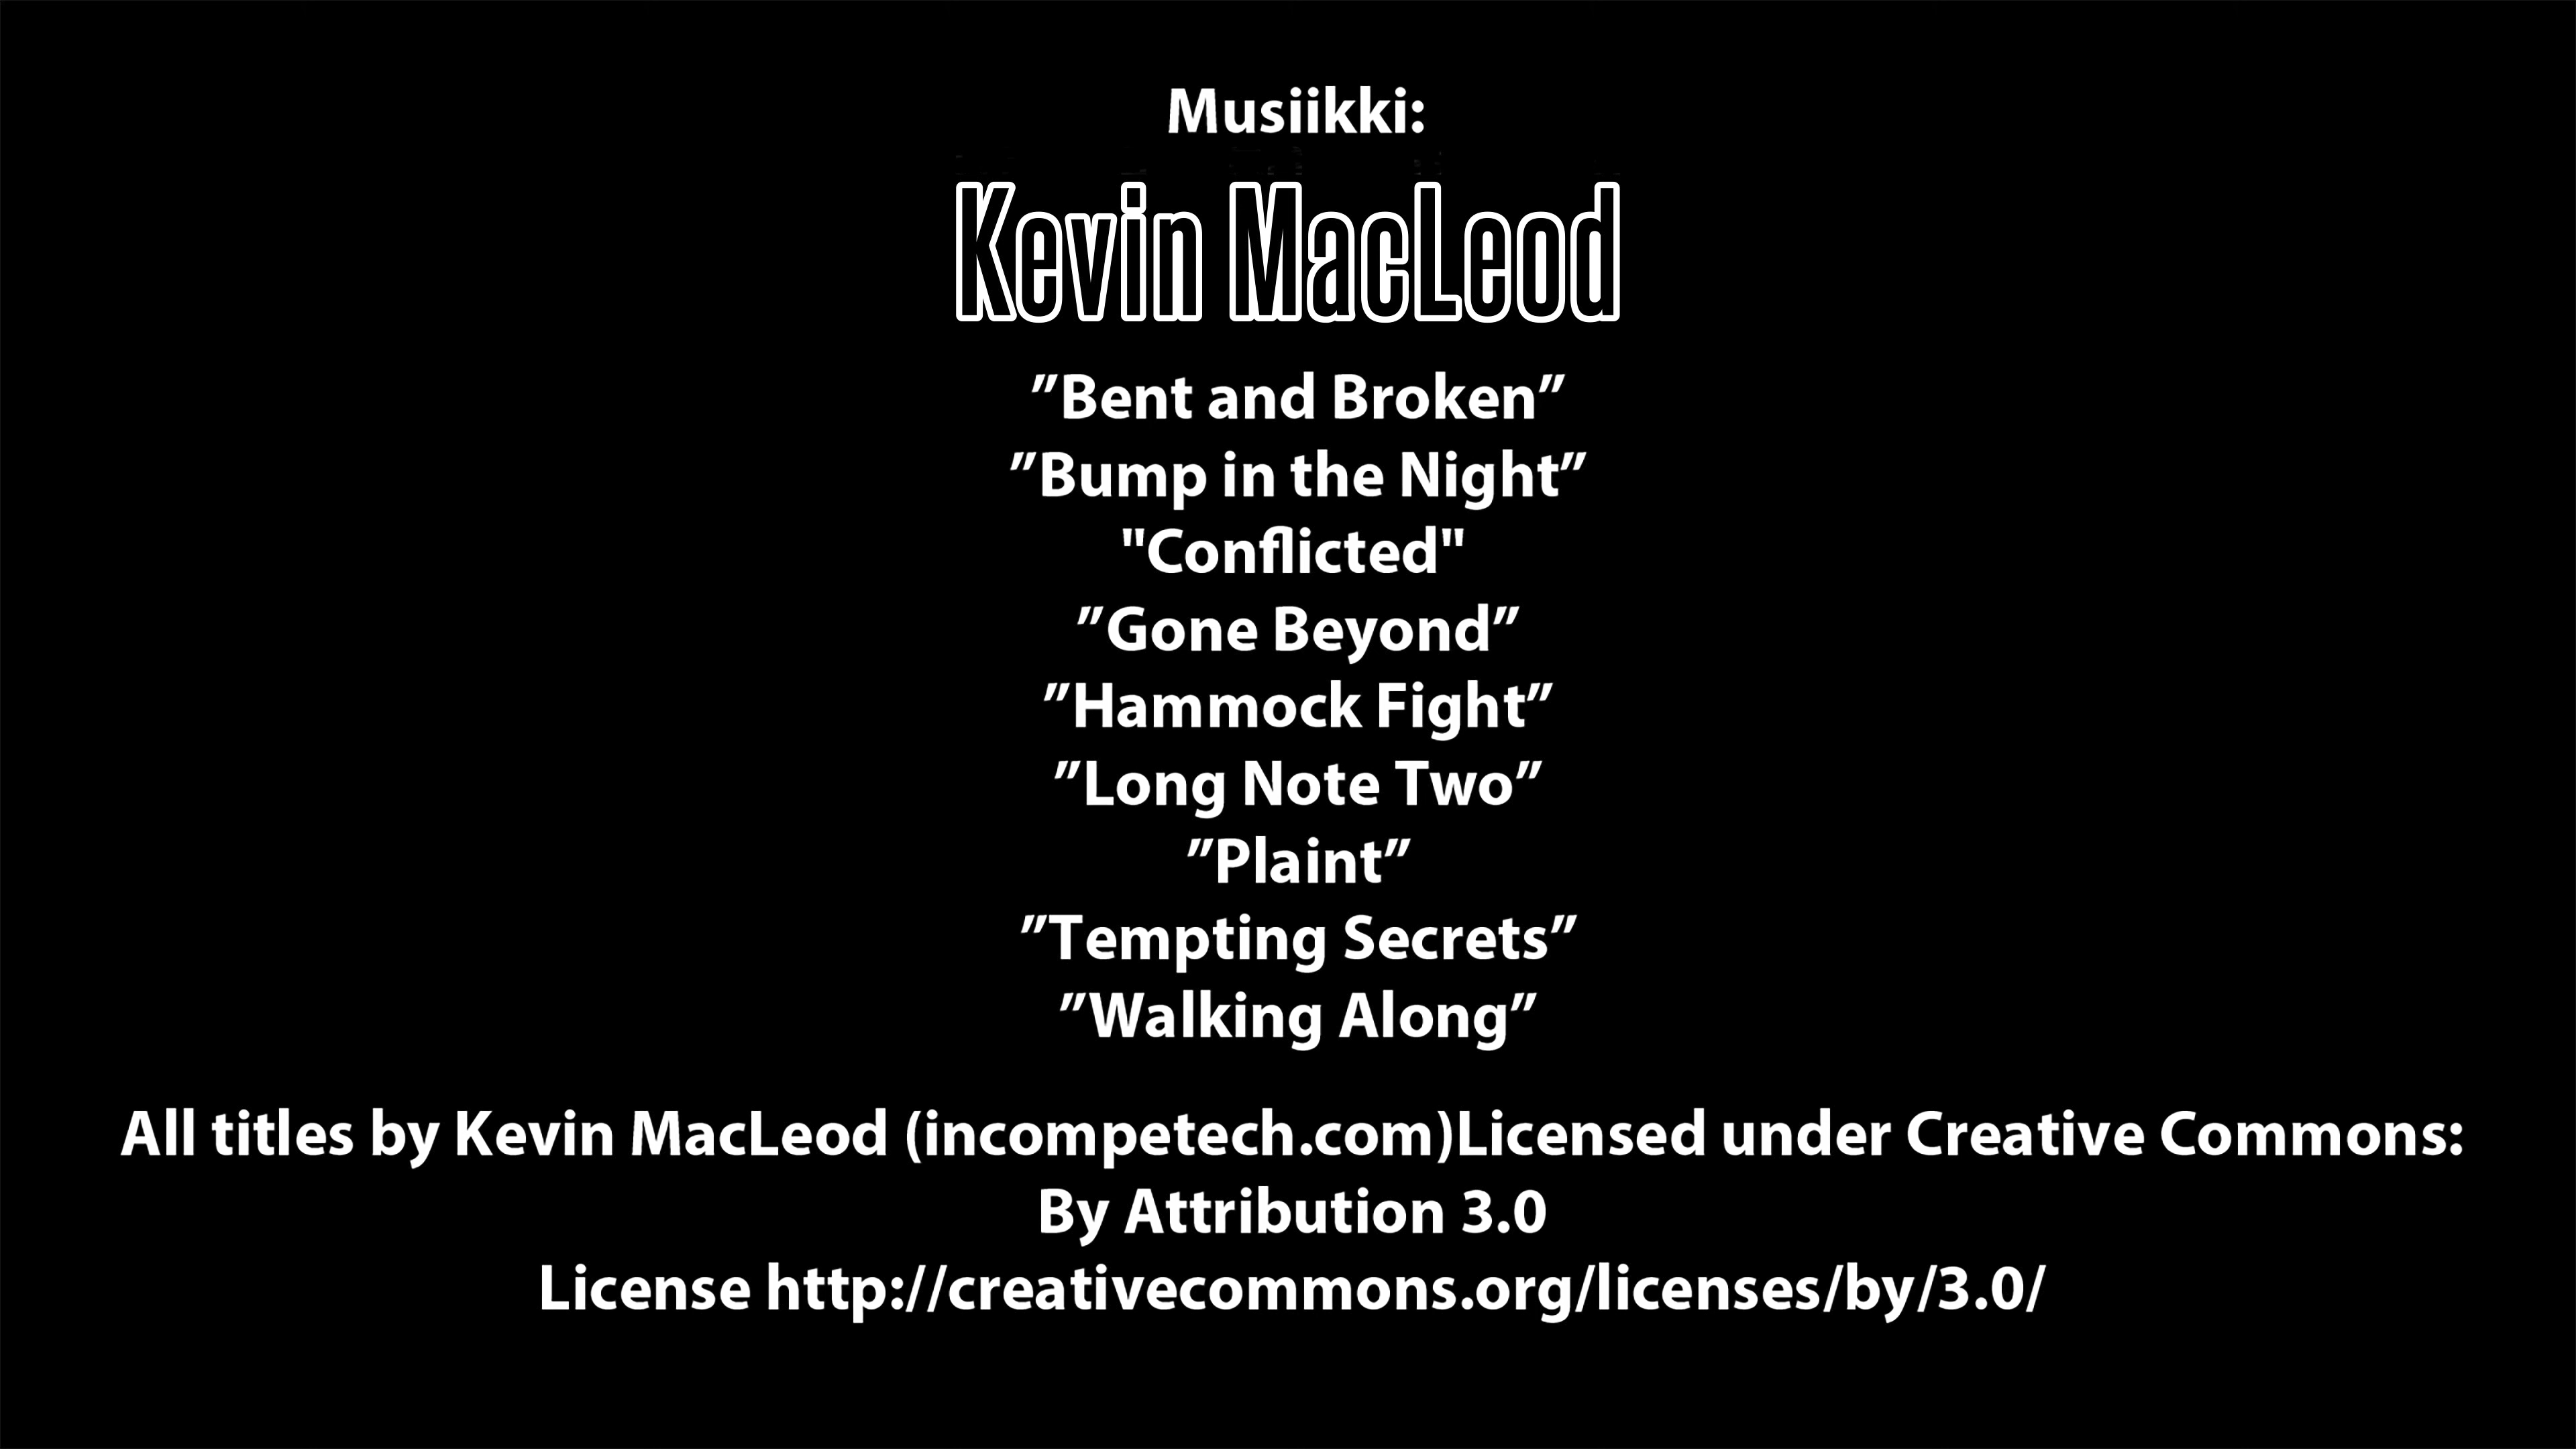 Musiikki:
Kevin MacLeod
”Bent and Broken”
”Bump in the Night”
"Conflicted"
”Gone Beyond”
”Hammock Fight”
”Long Note Two”
”Plaint”
”Tempting Secrets”
”Walking Along”
All titles by Kevin MacLeod (incompetech.com)Licensed under Creative Commons:
By Attribution 3.0
License http://creativecommons.org/licenses/by/3.0/